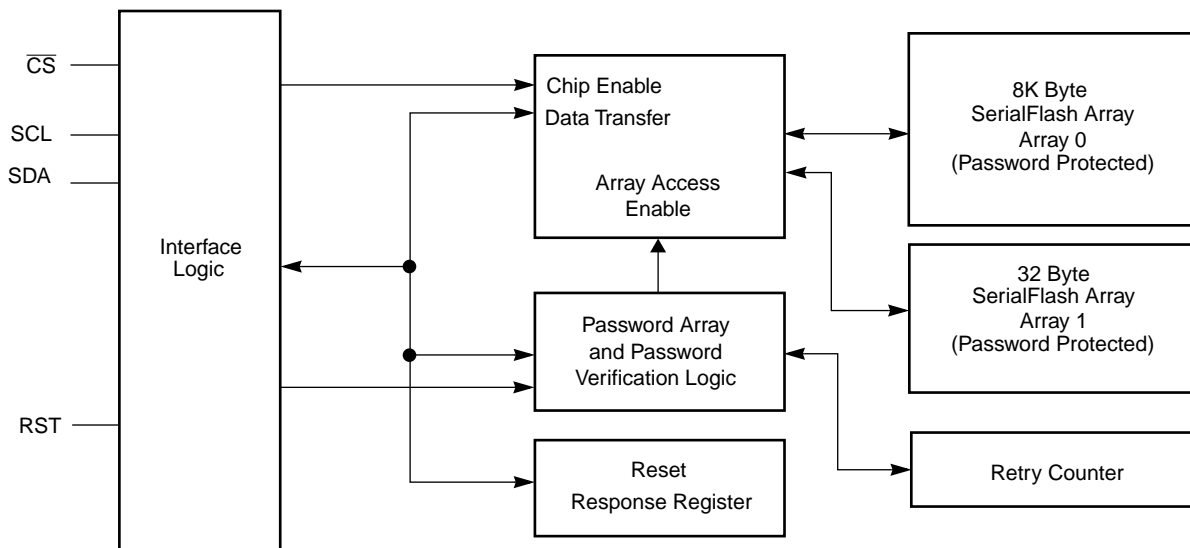 C̅S̅
SCL
SDA
RST
Interface
Logic
Chip Enable
Data Transfer
Array Access
Enable
Password Array
and Password
Verification Logic
Reset
Response Register
8K Byte
SerialFlash Array
Array 0
(Password Protected)
32 Byte
SerialFlash Array
Array 1
(Password Protected)
Retry Counter